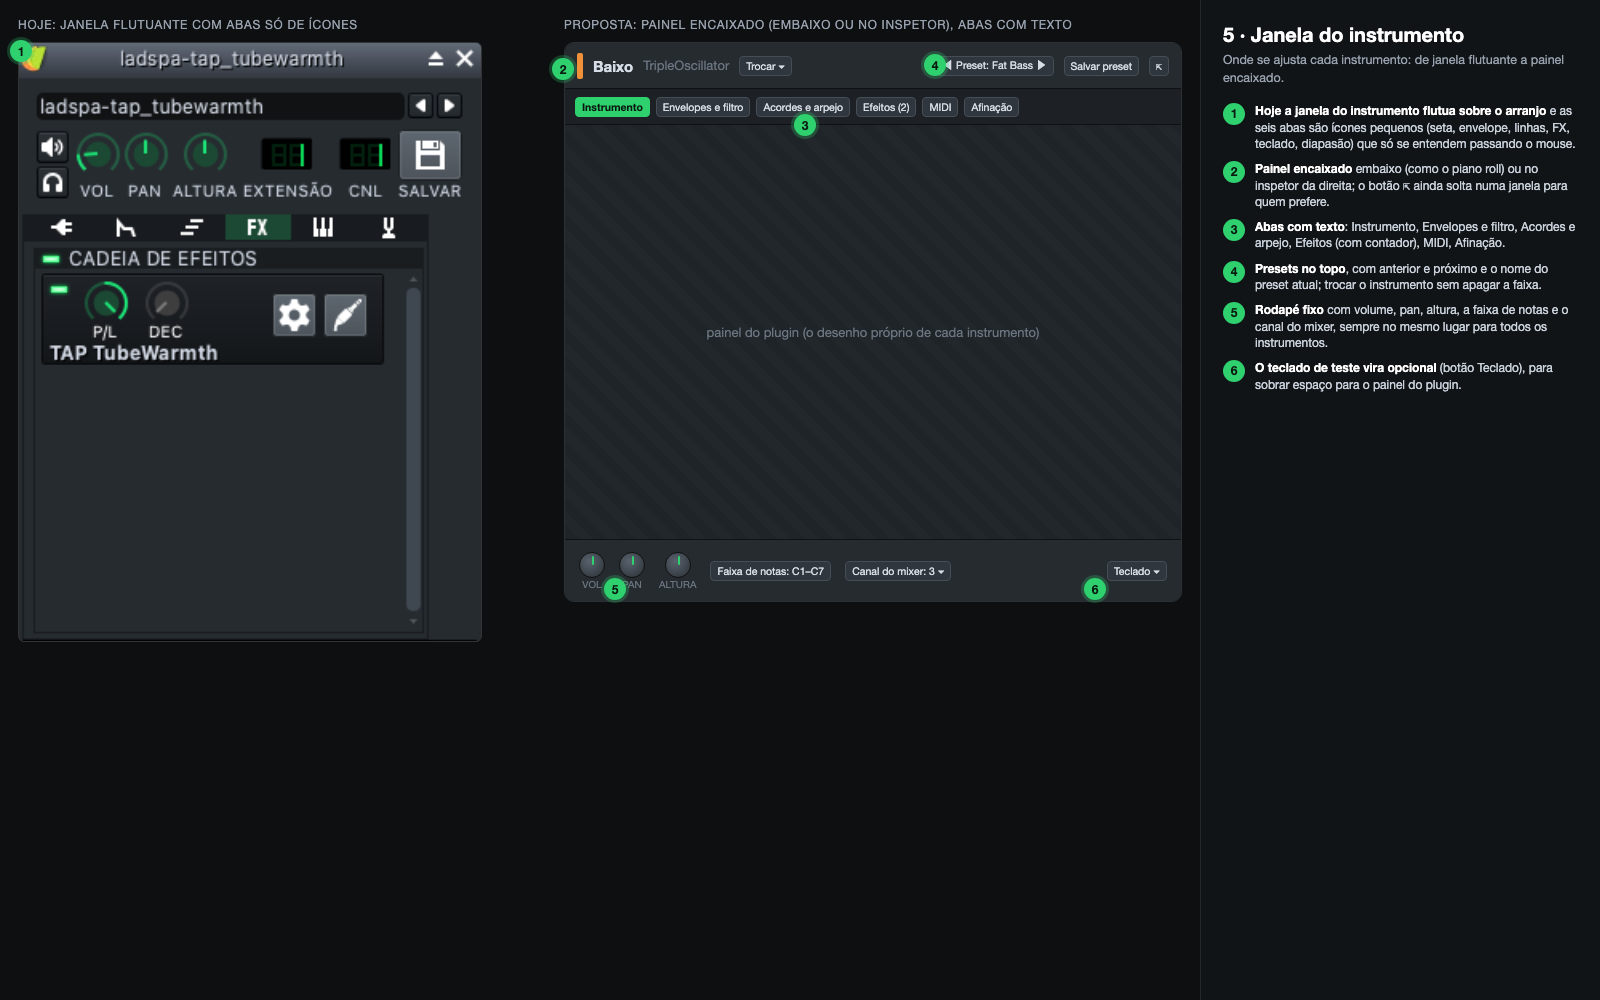 HOJE: JANELA FLUTUANTE COM ABAS SÓ DE ÍCONES
1
ladspa-tap_tubewarmth
ladspa-tap_tubewarmth
VOL PAN ALTURA EXTENSÃO CNL SALVAR
FX
CADEIA DE EFEITOS
P/L DEC
TAP TubeWarmth
PROPOSTA: PAINEL ENCAIXADO (EMBAIXO OU NO INSPETOR), ABAS COM TEXTO
2 Baixo TripleOscillator Trocar 4 Preset: Fat Bass Salvar preset
Instrumento Envelopes e filtro Acordes e arpejo Efeitos (2) MIDI Afinação
3
painel do plugin (o desenho próprio de cada instrumento)
Faixa de notas: C1–C7 Canal do mixer: 3 Teclado
VOL 5 PAN ALTURA 6
5 · Janela do instrumento
Onde se ajusta cada instrumento: de janela flutuante a painel
encaixado.
1 Hoje a janela do instrumento flutua sobre o arranjo e as
seis abas são ícones pequenos (seta, envelope, linhas, FX,
teclado, diapasão) que só se entendem passando o mouse.
2 Painel encaixado embaixo (como o piano roll) ou no
inspetor da direita; o botão ⇱ ainda solta numa janela para
quem prefere.
3 Abas com texto: Instrumento, Envelopes e filtro, Acordes e
arpejo, Efeitos (com contador), MIDI, Afinação.
4 Presets no topo, com anterior e próximo e o nome do
preset atual; trocar o instrumento sem apagar a faixa.
5 Rodapé fixo com volume, pan, altura, a faixa de notas e o
canal do mixer, sempre no mesmo lugar para todos os
instrumentos.
6 O teclado de teste vira opcional (botão Teclado), para
sobrar espaço para o painel do plugin.